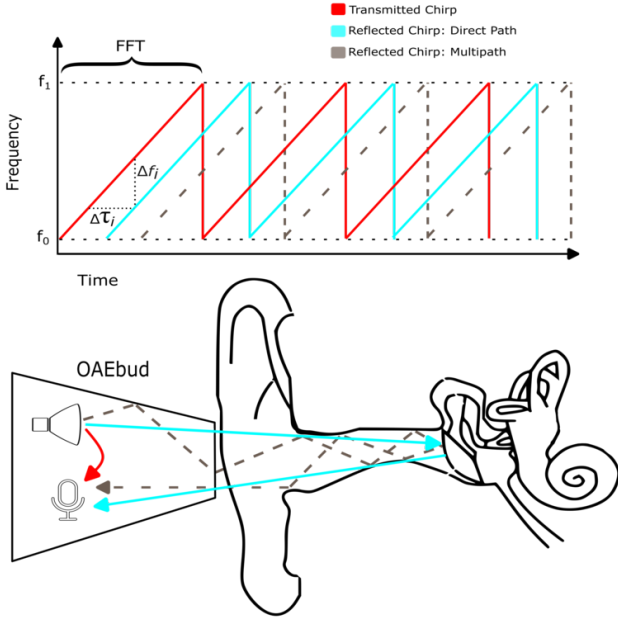 Transmitted Chirp
Reflected Chirp: Direct Path
Reflected Chirp: Multipath
FFT
f1
Frequency
Δfi
Δτi
f0
Time
OAEbud